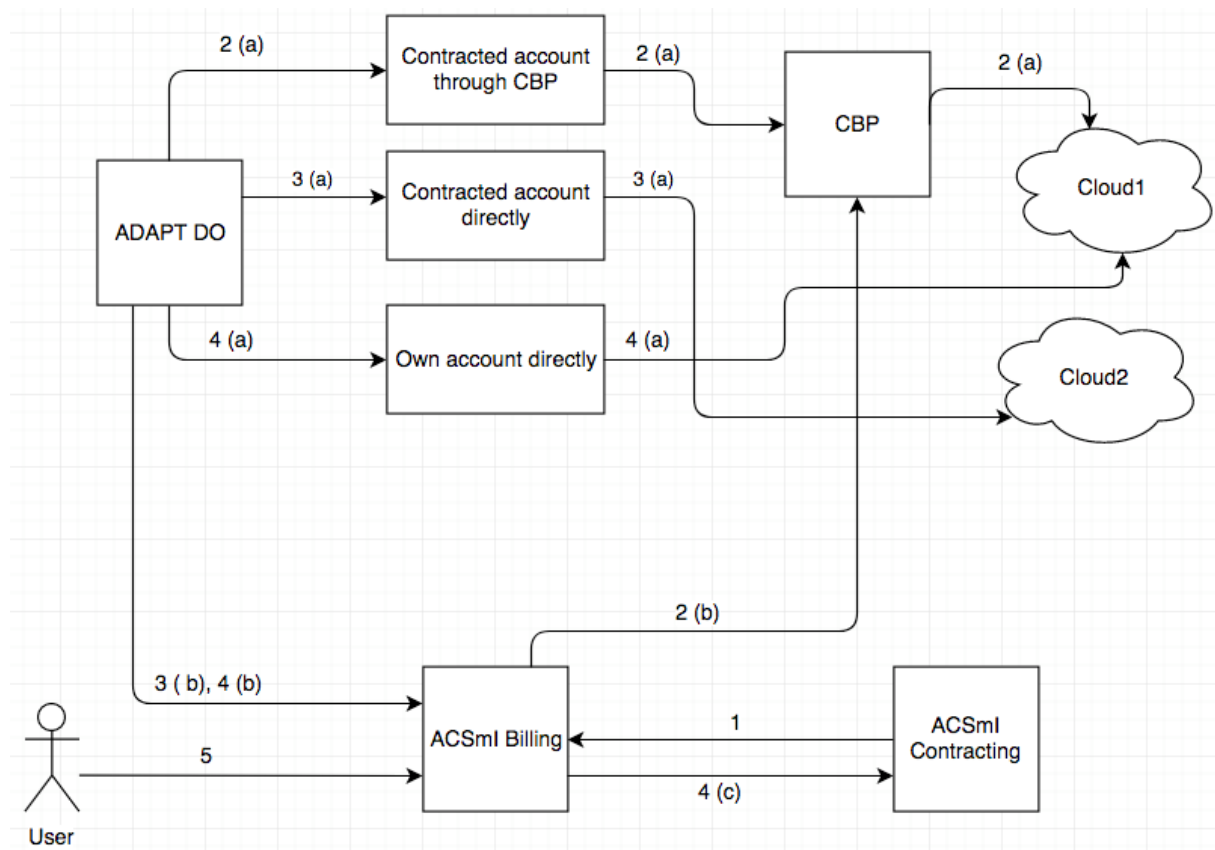 2 (a)
Contracted account
through CBP
2 (a)
2 (a)
CBP
3 (a)
Contracted account
directly
3 (a)
Cloud1
ADAPT DO
4 (a)
Own account directly
4 (a)
Cloud2
2 (b)
3 ( b), 4 (b)
ACSmI Billing
1
ACSmI
Contracting
5
4 (c)
User